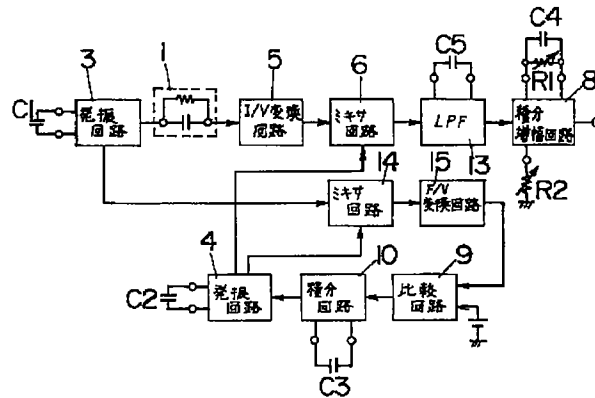 C4
3
1
5
6
C5
R1
8
C1
発振
回路
I/V変換
回路
ミキサ
回路
LPF
積分
増幅回路
14
15
13
R2
ミキサ
回路
F/V
変換回路
4
10
9
C2
発振
回路
積分
回路
比較
回路
C3